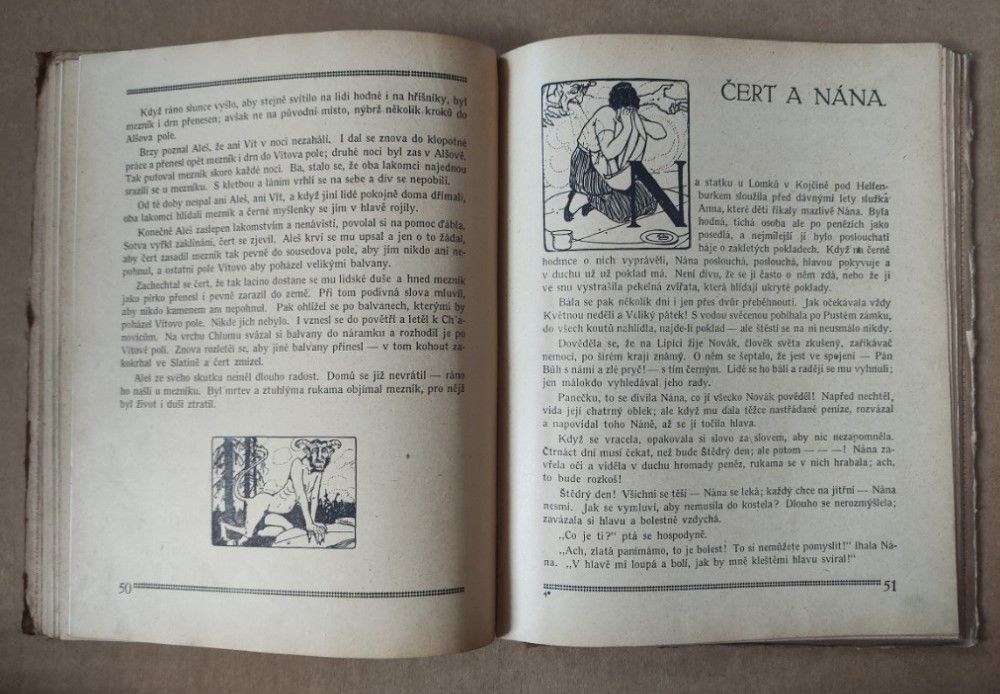 Když ráno slunce vyšlo, aby stejně svítilo na lidi hodné i na hříšníky, byl
mezník i drn přenesen; avšak ne na původní místo, nýbrž několik kroků do
Alšova pole.
Brzy poznal Aleš, že ani Vít v noci nezahálí. I dal se znova do klopotné
práce a přenesl opět mezník i drn do Vítova pole; druhé noci byl zas v Alšově.
Tak putoval mezník skoro každé noci. Ba, stalo se, že oba lakomci najednou
srazili se u mezníku. S kletbou a láním vrhli se na sebe a div se nepobili.
Od té doby nespal ani Aleš, ani Vít, a když jiní lidé pokojně doma dřímali,
oba lakomci hlídali mezník a černé myšlenky se jim v hlavě rojily.
Konečně Aleš zaslepen lakomstvím a nenávistí, povolal si na pomoc ďábla.
Sotva vyřkl zaklínání, čert se zjevil. Aleš krví se mu upsal a jen o to žádal,
aby čert zasadil mezník tak pevně do sousedova pole, aby jím nikdo ani ne-
pohnul, a ostatní pole Vítovo aby poházel velikými balvany.
Zachechtal se čert, že tak lacino dostane se mu lidské duše a hned mezník
jako pírko přenesl i pevně zarazil do země. Při tom podivná slova mluvil,
aby nikdo kamenem ani nepohnul. Pak ohlížel se po balvanech, kterými by
poházel Vítovo pole. Nikde jich nebylo. I vznesl se do povětří a letěl k Ch'a-
novicům. Na vrchu Chlumu svázal si balvany do náramku a rozhodil je po
Vítově poli. Znova rozletěl se, aby jiné balvany přinesl — v tom kohout za-
kokrhal ve Slatině a čert zmizel.
Aleš ze svého skutku neměl dlouho radost. Domů se již nevrátil — ráno
ho našli u mezníku. Byl mrtev a ztuhlýma rukama objímal mezník, pro nějž
byl život i duši ztratil.
50
ČERT A NÁNA.
N
a statku u Lomků v Kojčíně pod Helfen-
burkem sloužila před dávnými lety služka
Anna, které děti říkaly mazlivě Nána. Byla
hodná, tichá osoba ale po penězích jako
posedlá, a nejmilejší jí bylo poslouchati
báje o zakletých pokladech. Když na černé
hodince o nich vyprávěli, Nána poslouchá, poslouchá, hlavou pokyvuje a
v duchu už už poklad má. Není divu, že se jí často o něm zdá, nebo že jí
ve snu vystrašila pekelná zvířata, která hlídají ukryté poklady.
Bála se pak několik dní i jen přes dvůr přeběhnouti. Jak očekávala vždy
Květnou neděli a Veliký pátek! S vodou svěcenou pobíhala po Pustém zámku,
do všech koutů nahlídla, najde-li poklad — ale štěstí se na ni neusmálo nikdy.
Dověděla se, že na Lipici žije Novák, člověk světa zkušený, zaříkávač
nemocí, po širém kraji známý. O něm se šeptalo, že jest ve spojení — Pán
Bůh s námi a zlé pryč! — s tím černým. Lidé se ho báli a raději se mu vyhnuli;
jen málokdo vyhledával jeho rady.
Panečku, to se divila Nána, co jí všecko Novák pověděl! Napřed nechtěl,
vida její chatrný oblek; ale když mu dala těžce nastřádané peníze, rozvázal
a napovídal toho Náně, až se jí točila hlava.
Když se vracela, opakovala si slovo za slovem, aby nic nezapomněla.
Čtrnáct dní musí čekat, než bude Štědrý den; ale potom — — —! Nána za-
vřela oči a viděla v duchu hromady peněz, rukama se v nich hrabala; ach,
to bude rozkoš!
Štědrý den! Všichni se těší — Nána se leká; každý chce na jitřní — Nána
nesmí. Jak se vymluví, aby nemusila do kostela? Dlouho se nerozmýšlela;
zavázala si hlavu a bolestně vzdychá.
„Co je ti?" ptá se hospodyně.
„Ach, zlatá panímámo, to je bolest! To si nemůžete pomyslit!" lhala Ná-
na. „V hlavě mi loupá a bolí, jak by mně kleštěmi hlavu svíral!"
51
4*